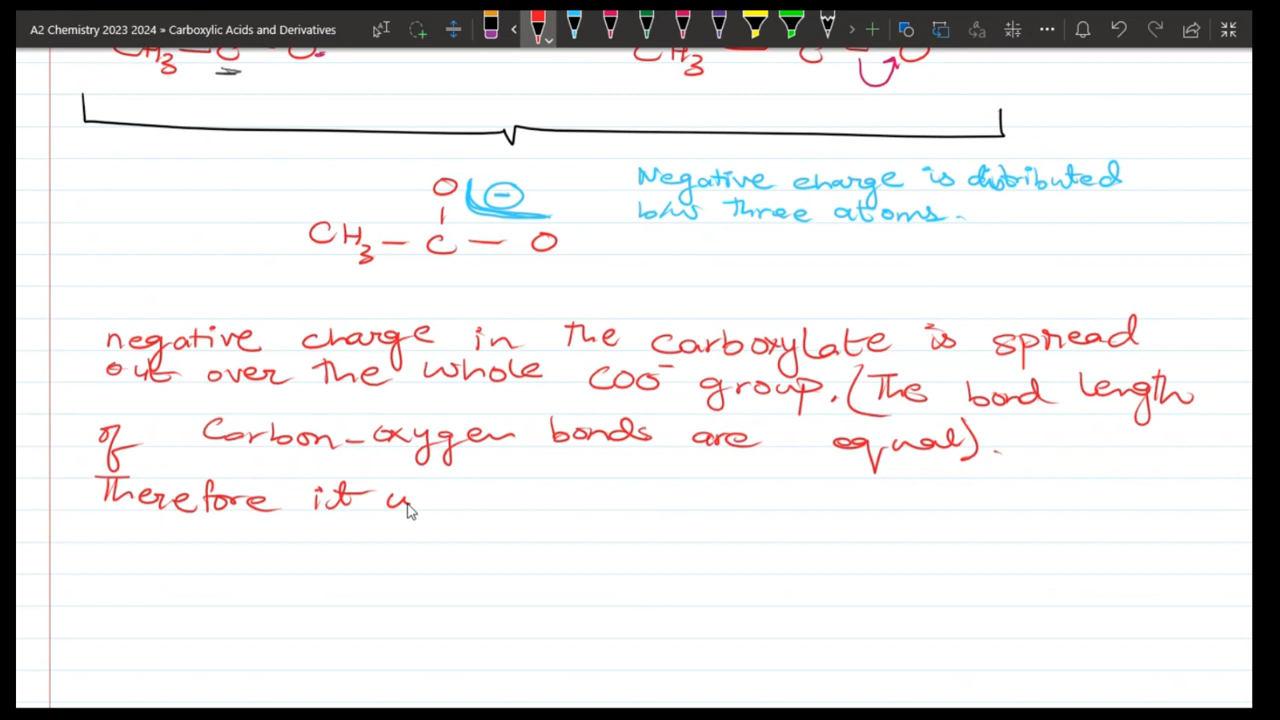 A2 Chemistry 2023 2024 » Carboxylic Acids and Derivatives
CH3 — C O CH3 — C O
O −
CH3 — C — O
Negative charge is distributed
b/w three atoms.
negative charge in the carboxylate is spread
out over the whole COO⁻ group. (The bond length
of Carbon-oxygen bonds are equal).
Therefore it